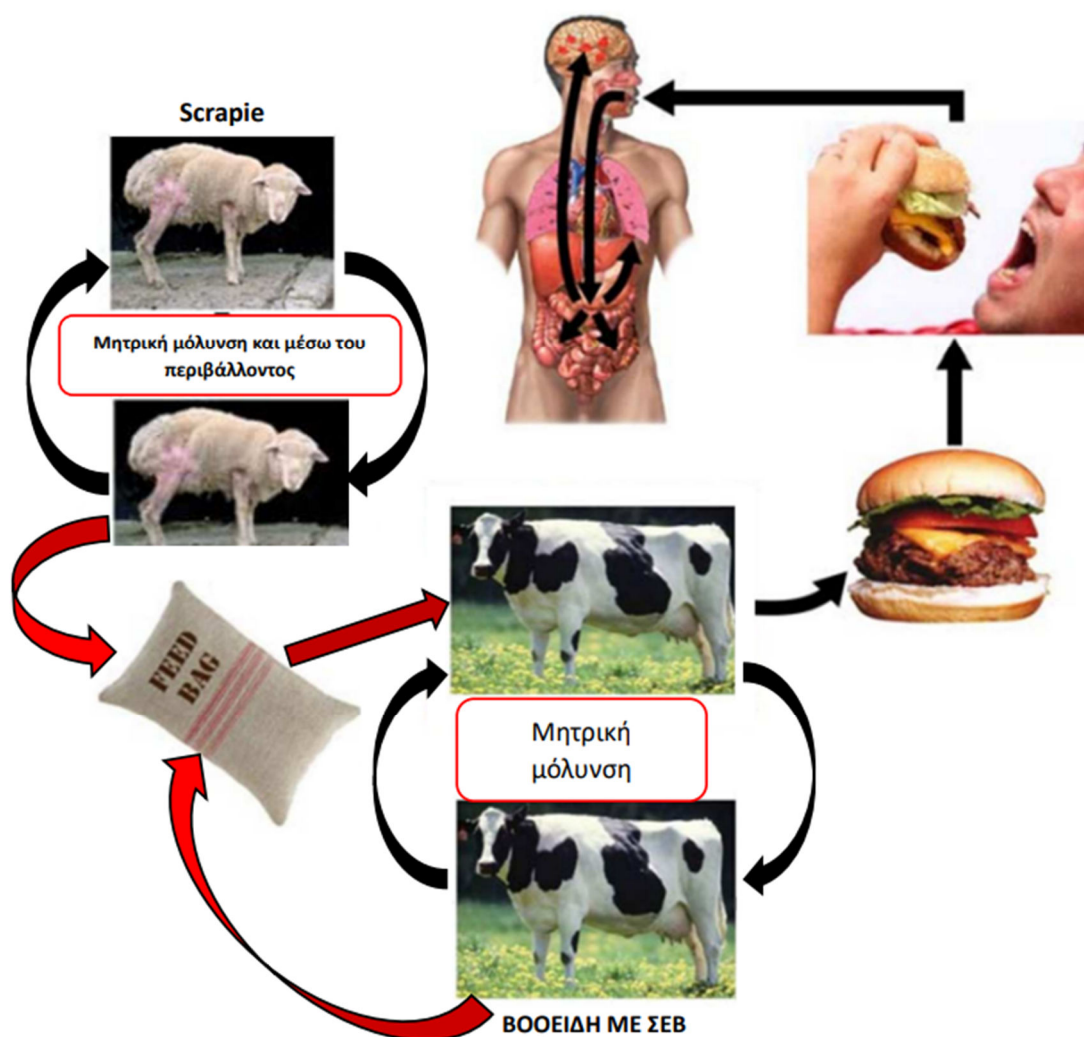 Scrapie
Μητρική μόλυνση και μέσω του
περιβάλλοντος
FEED
BAG
Μητρική
μόλυνση
ΒΟΟΕΙΔΗ ΜΕ ΣΕΒ